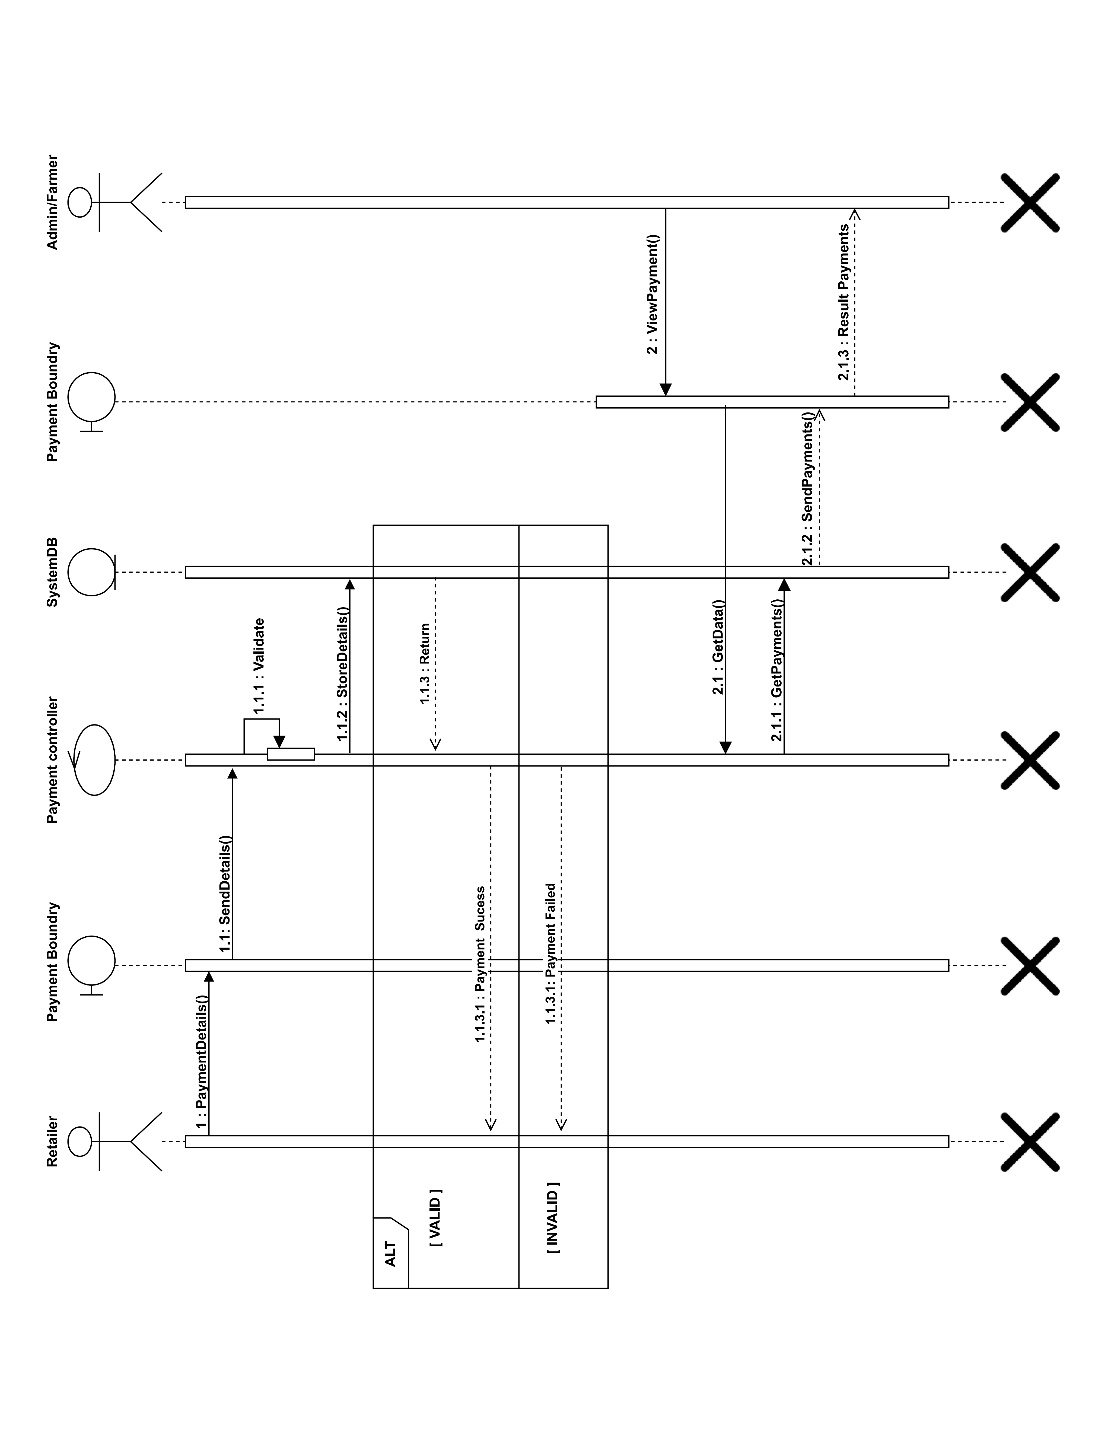 Retailer
Payment Boundry
Payment controller
SystemDB
Payment Boundry
Admin/Farmer
1 : PaymentDetails()
1.1: SendDetails()
1.1.1 : Validate
1.1.2 : StoreDetails()
ALT
[ VALID ]
1.1.3 : Return
1.1.3.1 : Payment Sucess
[ INVALID ]
1.1.3.1: Payment Failed
2 : ViewPayment()
2.1 : GetData()
2.1.1 : GetPayments()
2.1.2 : SendPayments()
2.1.3 : Result Payments